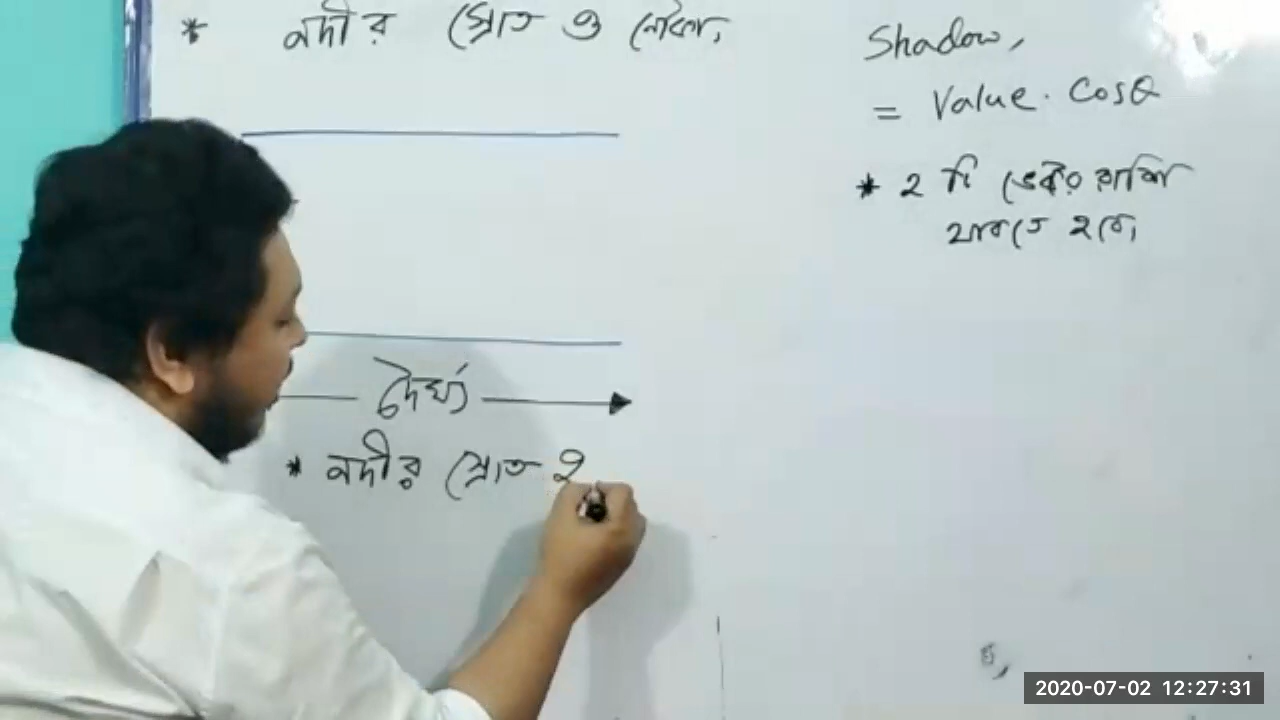 * নদীর স্রোত ও নৌকা,
Shadow,
= Value. Cosθ
* 2 টি ভেক্টর রাশি
থাকতে হবে,
দৈর্ঘ্য
* নদীর স্রোত হ
2020-07-02 12:27:31